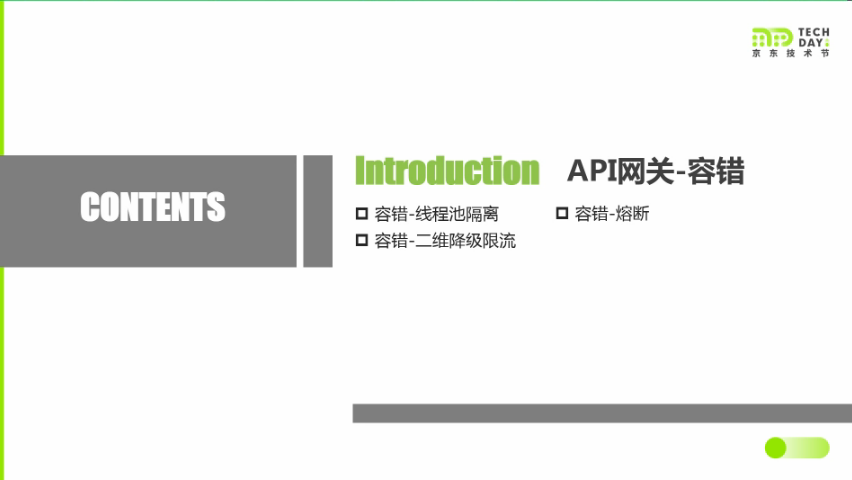 TECH
DAY
京东技术节
Introduction API网关-容错
CONTENTS
容错-线程池隔离 容错-熔断
容错-二维降级限流